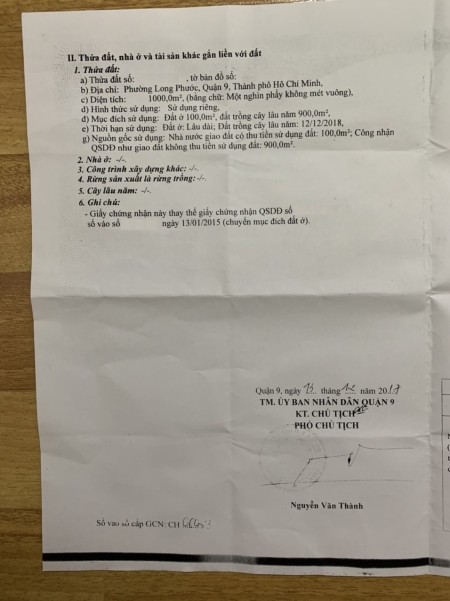 II. Thửa đất, nhà ở và tài sản khác gắn liền với đất
1. Thửa đất:
a) Thửa đất số: , tờ bản đồ số:
b) Địa chỉ: Phường Long Phước, Quận 9, Thành phố Hồ Chí Minh,
c) Diện tích: 1000,0m², (bằng chữ: Một nghìn phẩy không mét vuông),
d) Hình thức sử dụng: Sử dụng riêng,
đ) Mục đích sử dụng: Đất ở 100,0m², đất trồng cây lâu năm 900,0m²,
e) Thời hạn sử dụng: Đất ở: Lâu dài; Đất trồng cây lâu năm: 12/12/2018,
g) Nguồn gốc sử dụng: Nhà nước giao đất có thu tiền sử dụng đất: 100,0m²; Công nhận
QSDĐ như giao đất không thu tiền sử dụng đất: 900,0m².
2. Nhà ở: -/-.
3. Công trình xây dựng khác: -/-.
4. Rừng sản xuất là rừng trồng: -/-.
5. Cây lâu năm: -/-.
6. Ghi chú:
- Giấy chứng nhận này thay thế giấy chứng nhận QSDĐ số
số vào sổ ngày 13/01/2015 (chuyển mục đích đất ở).
Quận 9, ngày tháng năm 2017
TM. ỦY BAN NHÂN DÂN QUẬN 9
KT. CHỦ TỊCH
PHÓ CHỦ TỊCH
Nguyễn Văn Thành
Số vào sổ cấp GCN: CH